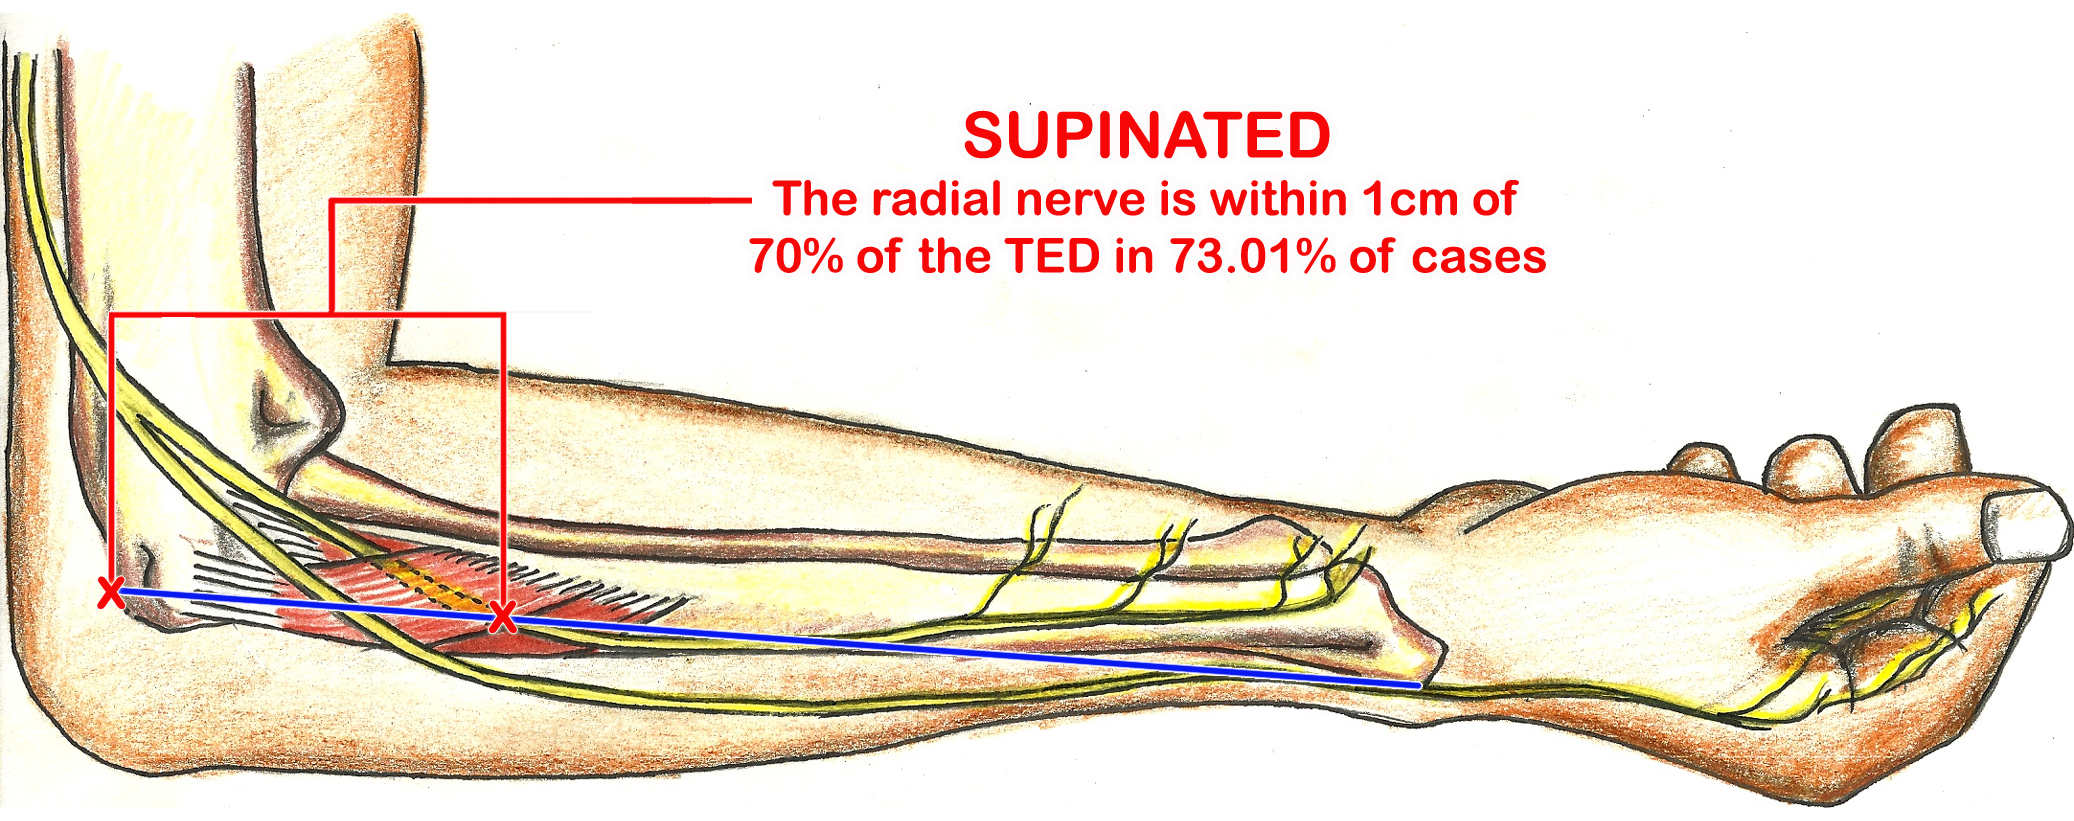 SUPINATED
The radial nerve is within 1cm of
70% of the TED in 73.01% of cases
X
X